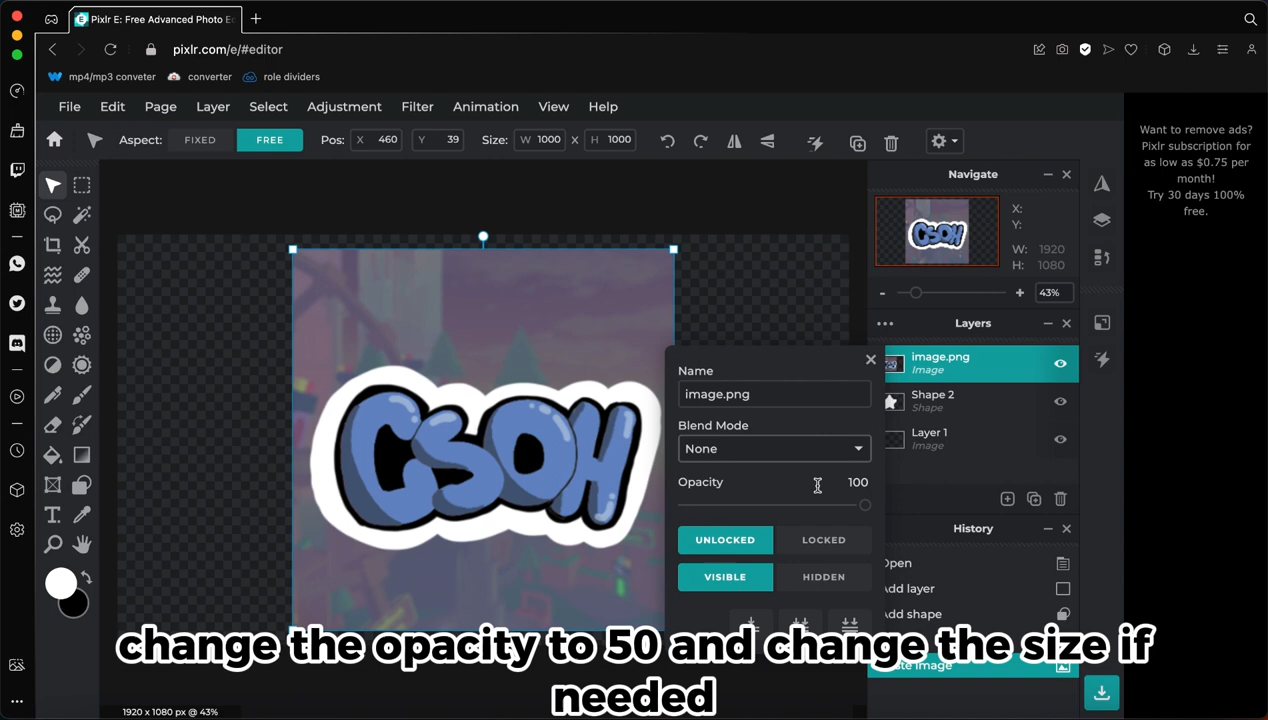 Pixlr E: Free Advanced Photo Ed
pixlr.com/e/#editor
mp4/mp3 conveter converter role dividers
File Edit Page Layer Select Adjustment Filter Animation View Help
Aspect: FIXED FREE Pos: X 460 Y 39 Size: W 1000 X H 1000
Want to remove ads?
Pixlr subscription for
as low as $0.75 per
month!
Try 30 days 100%
free.
Navigate
X:
Y:
W: 1920
H: 1080
- + 43%
Layers
image.png
Image
Shape 2
Shape
Layer 1
Image
CSOH
CSOH
Name
image.png
Blend Mode
None
Opacity 100
UNLOCKED LOCKED
VISIBLE HIDDEN
History
Open
Add layer
Add shape
change the opacity to 50 and change the size if
needed
1920 x 1080 px @ 43%